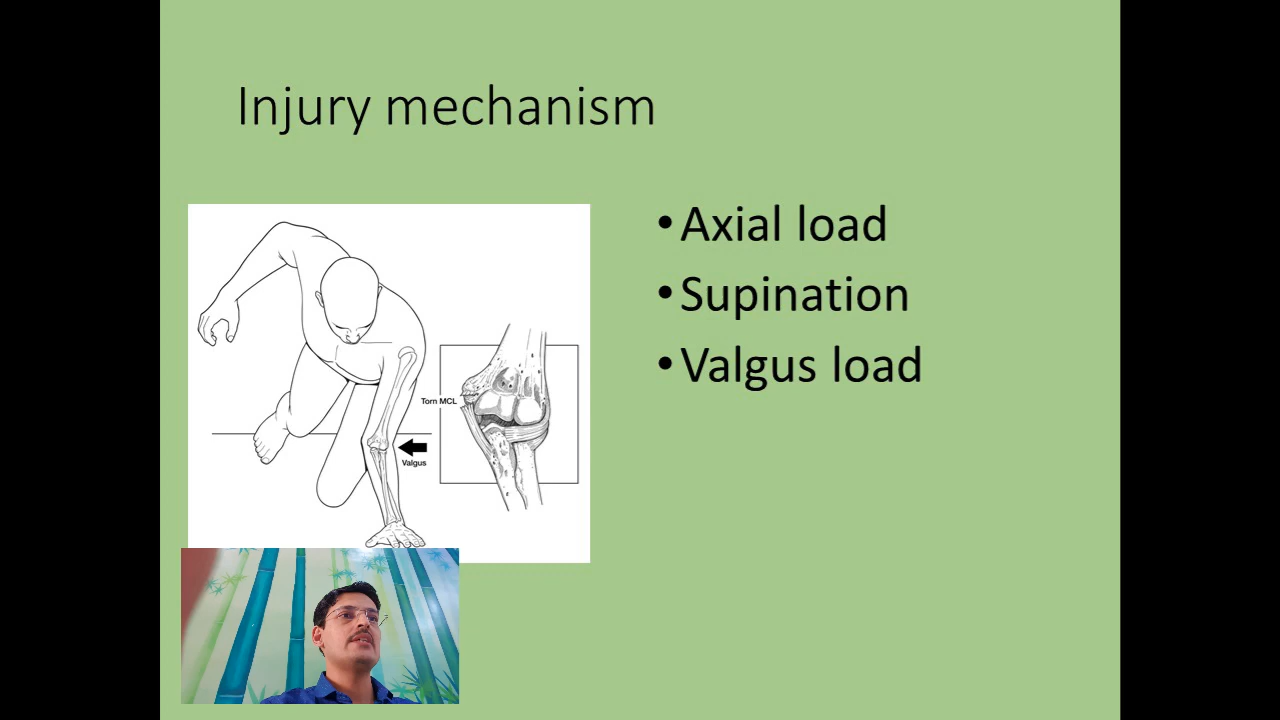 Injury mechanism
•Axial load
•Supination
•Valgus load
Torn MCL
Valgus